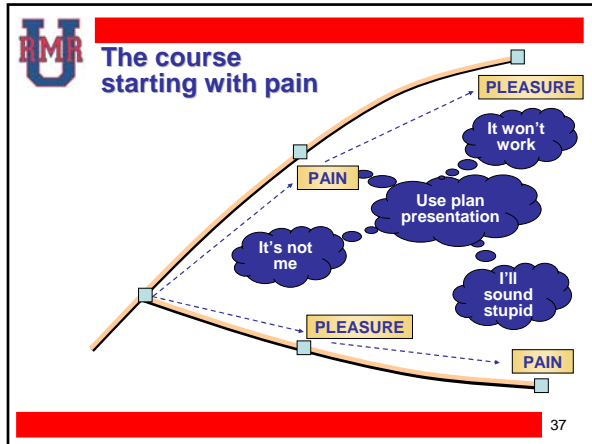 RMR
U
The course
starting with pain
PLEASURE
It won't
work
PAIN
Use plan
presentation
It's not
me
I'll
sound
stupid
PLEASURE
PAIN
37